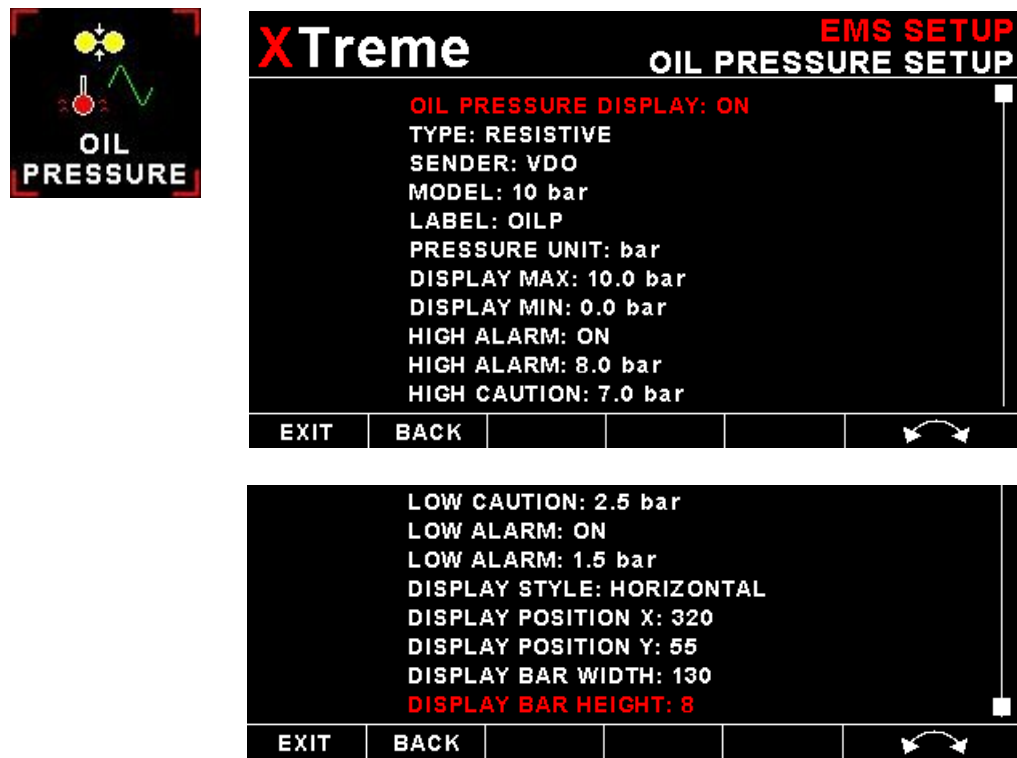 OIL
PRESSURE
XTreme
EMS SETUP
OIL PRESSURE SETUP
OIL PRESSURE DISPLAY: ON
TYPE: RESISTIVE
SENDER: VDO
MODEL: 10 bar
LABEL: OILP
PRESSURE UNIT: bar
DISPLAY MAX: 10.0 bar
DISPLAY MIN: 0.0 bar
HIGH ALARM: ON
HIGH ALARM: 8.0 bar
HIGH CAUTION: 7.0 bar
EXIT BACK
LOW CAUTION: 2.5 bar
LOW ALARM: ON
LOW ALARM: 1.5 bar
DISPLAY STYLE: HORIZONTAL
DISPLAY POSITION X: 320
DISPLAY POSITION Y: 55
DISPLAY BAR WIDTH: 130
DISPLAY BAR HEIGHT: 8
EXIT BACK